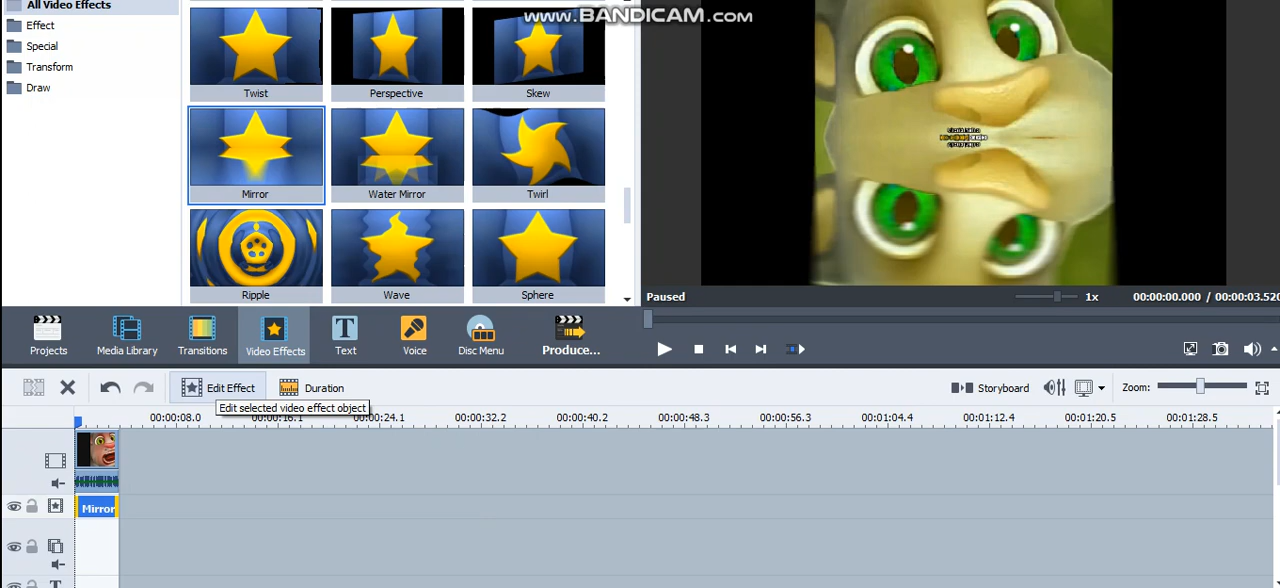 www.BANDICAM.com
All Video Effects
Effect
Special
Transform
Draw
Twist
Perspective
Skew
Mirror
Water Mirror
Twirl
Ripple
Wave
Sphere
Paused
1x
00:00:00.000 / 00:00:03.520
Projects
Media Library
Transitions
Video Effects
Text
Voice
Disc Menu
Produce...
Edit Effect
Duration
Storyboard
Zoom:
Edit selected video effect object
00:00:08.0
00:00:16.1
00:00:24.1
00:00:32.2
00:00:40.2
00:00:48.3
00:00:56.3
00:01:04.4
00:01:12.4
00:01:20.5
00:01:28.5
Mirror